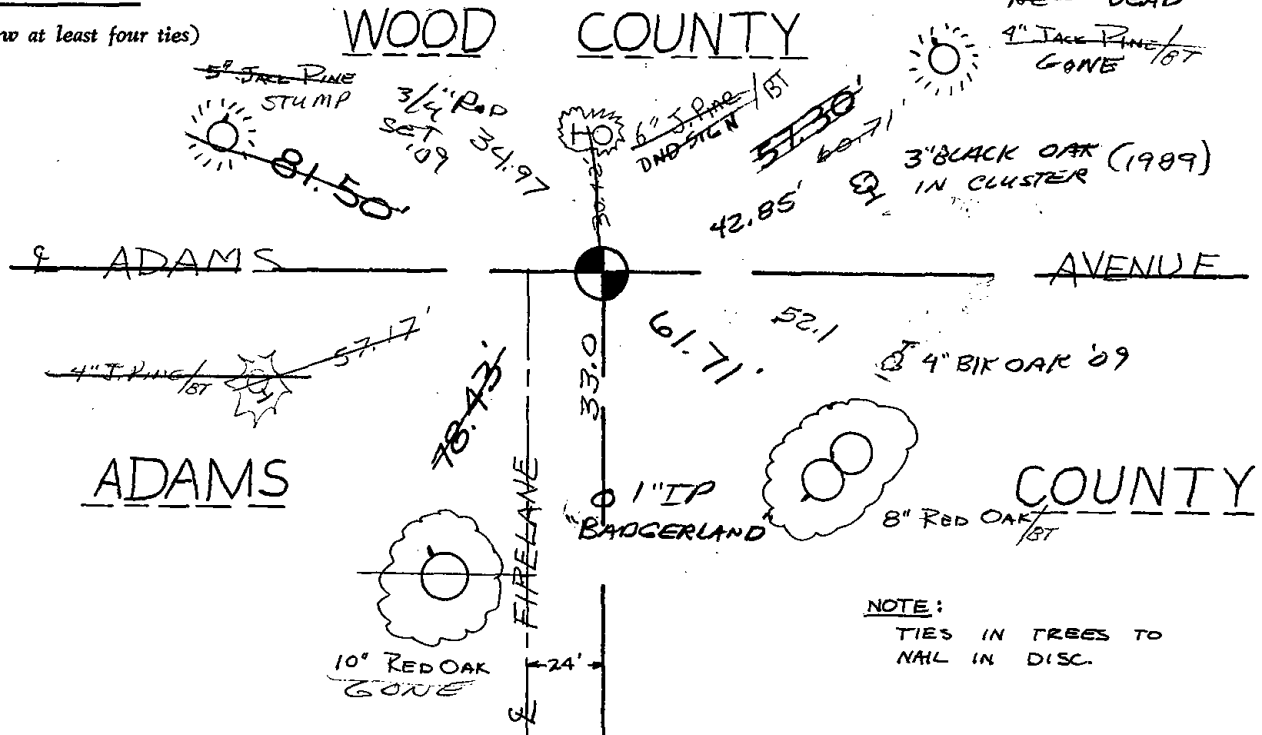 WOOD COUNTY
w at least four ties)
DEAD
4" JACK PINE/BT
GONE
5" JACK PINE
STUMP
3/4" ROD
SET '09
34.97
6" J. PINE/BT
DND SIGN
57.30'
60.71'
3" BLACK OAK (1989)
IN CLUSTER
81.50'
42.85'
℄ ADAMS AVENUE
57.17'
4" J. PINE/BT
78.43'
33.0
61.71'
52.1
4" BLK OAK '09
ADAMS COUNTY
FIRELANE
1" IP
"BADGERLAND"
8" RED OAK/BT
10" RED OAK
GONE
24'
℄
NOTE:
TIES IN TREES TO
NAIL IN DISC.